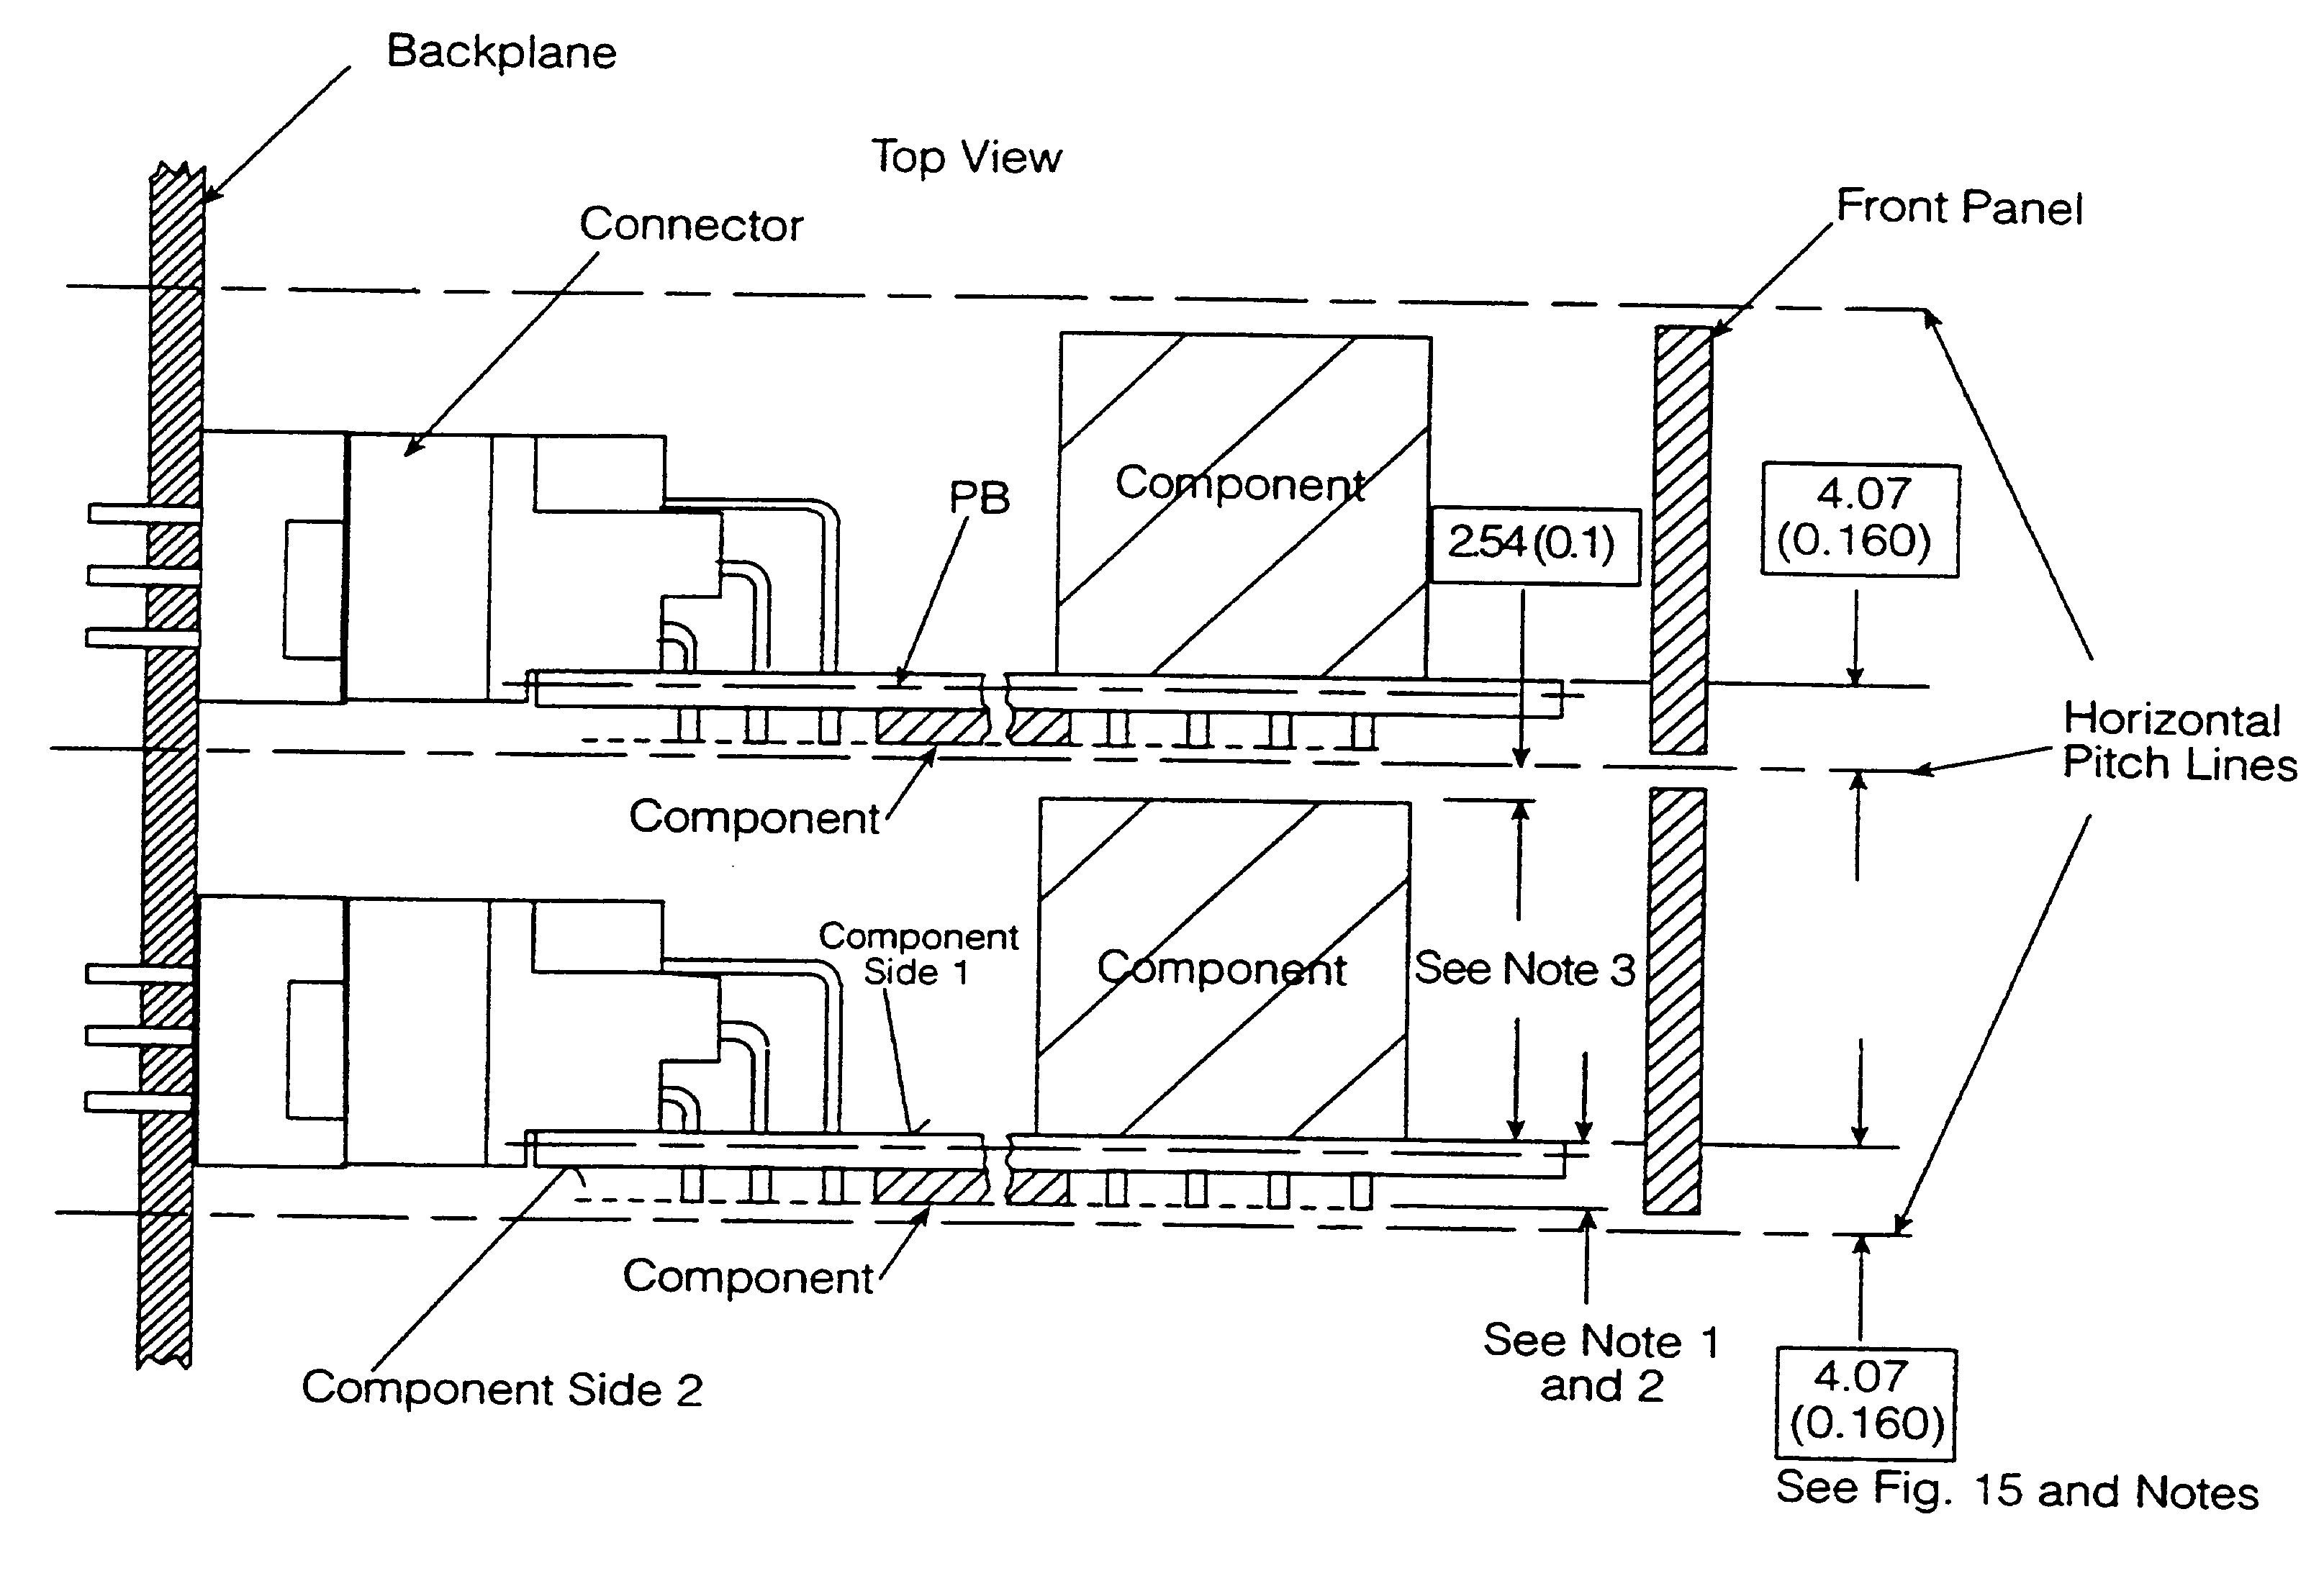 Backplane
Top View
Front Panel
Connector
PB
Component
2.54 (0.1)
4.07
(0.160)
Horizontal
Pitch Lines
Component
Component
Side 1
Component
See Note 3
Component
See Note 1
and 2
Component Side 2
4.07
(0.160)
See Fig. 15 and Notes